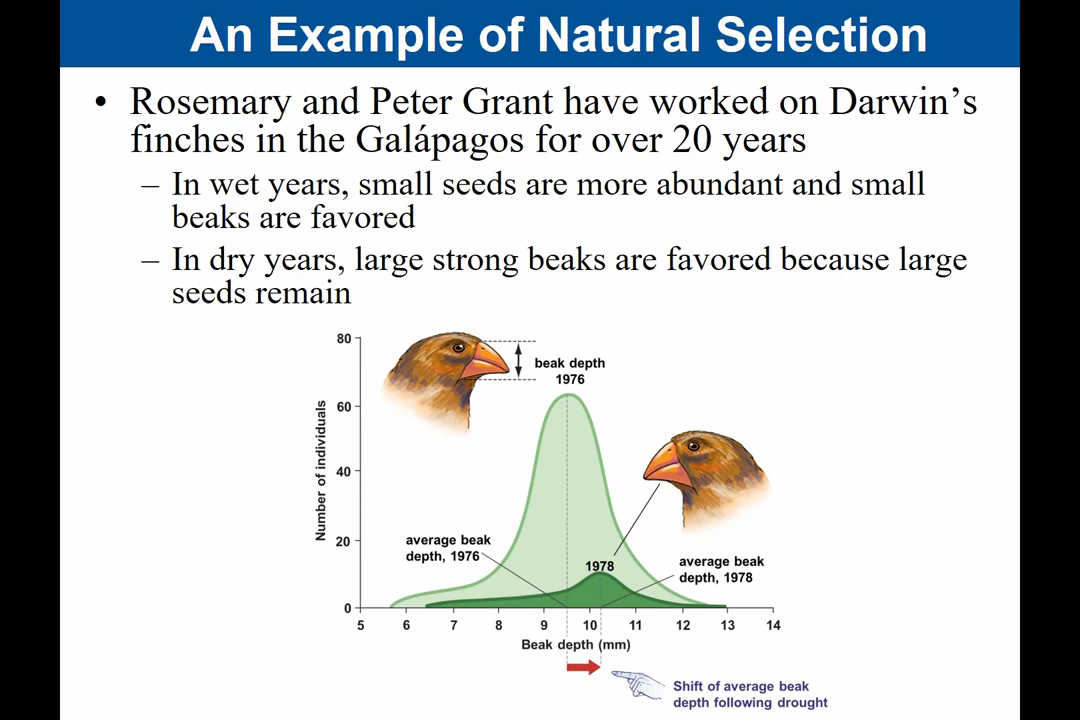 An Example of Natural Selection
• Rosemary and Peter Grant have worked on Darwin’s
finches in the Galápagos for over 20 years
– In wet years, small seeds are more abundant and small
beaks are favored
– In dry years, large strong beaks are favored because large
seeds remain
80
60
40
20
0
Number of individuals
beak depth
1976
average beak
depth, 1976
1978
average beak
depth, 1978
5 6 7 8 9 10 11 12 13 14
Beak depth (mm)
Shift of average beak
depth following drought